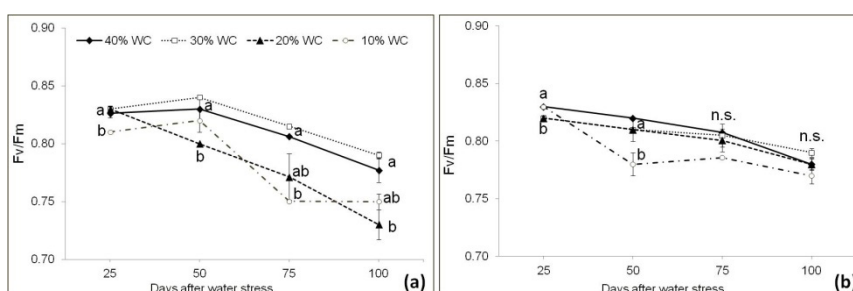 0.90
40% WC 30% WC 20% WC 10% WC
0.85
a a
b a a
Fv/Fm
0.80
b ab
b a
0.75
ab
b
0.70
25 50 75 100
Days after water stress
(a)
0.90
0.85
a
b a n.s.
n.s.
Fv/Fm
0.80
b
0.75
0.70
25 50 75 100
Days after water stress
(b)